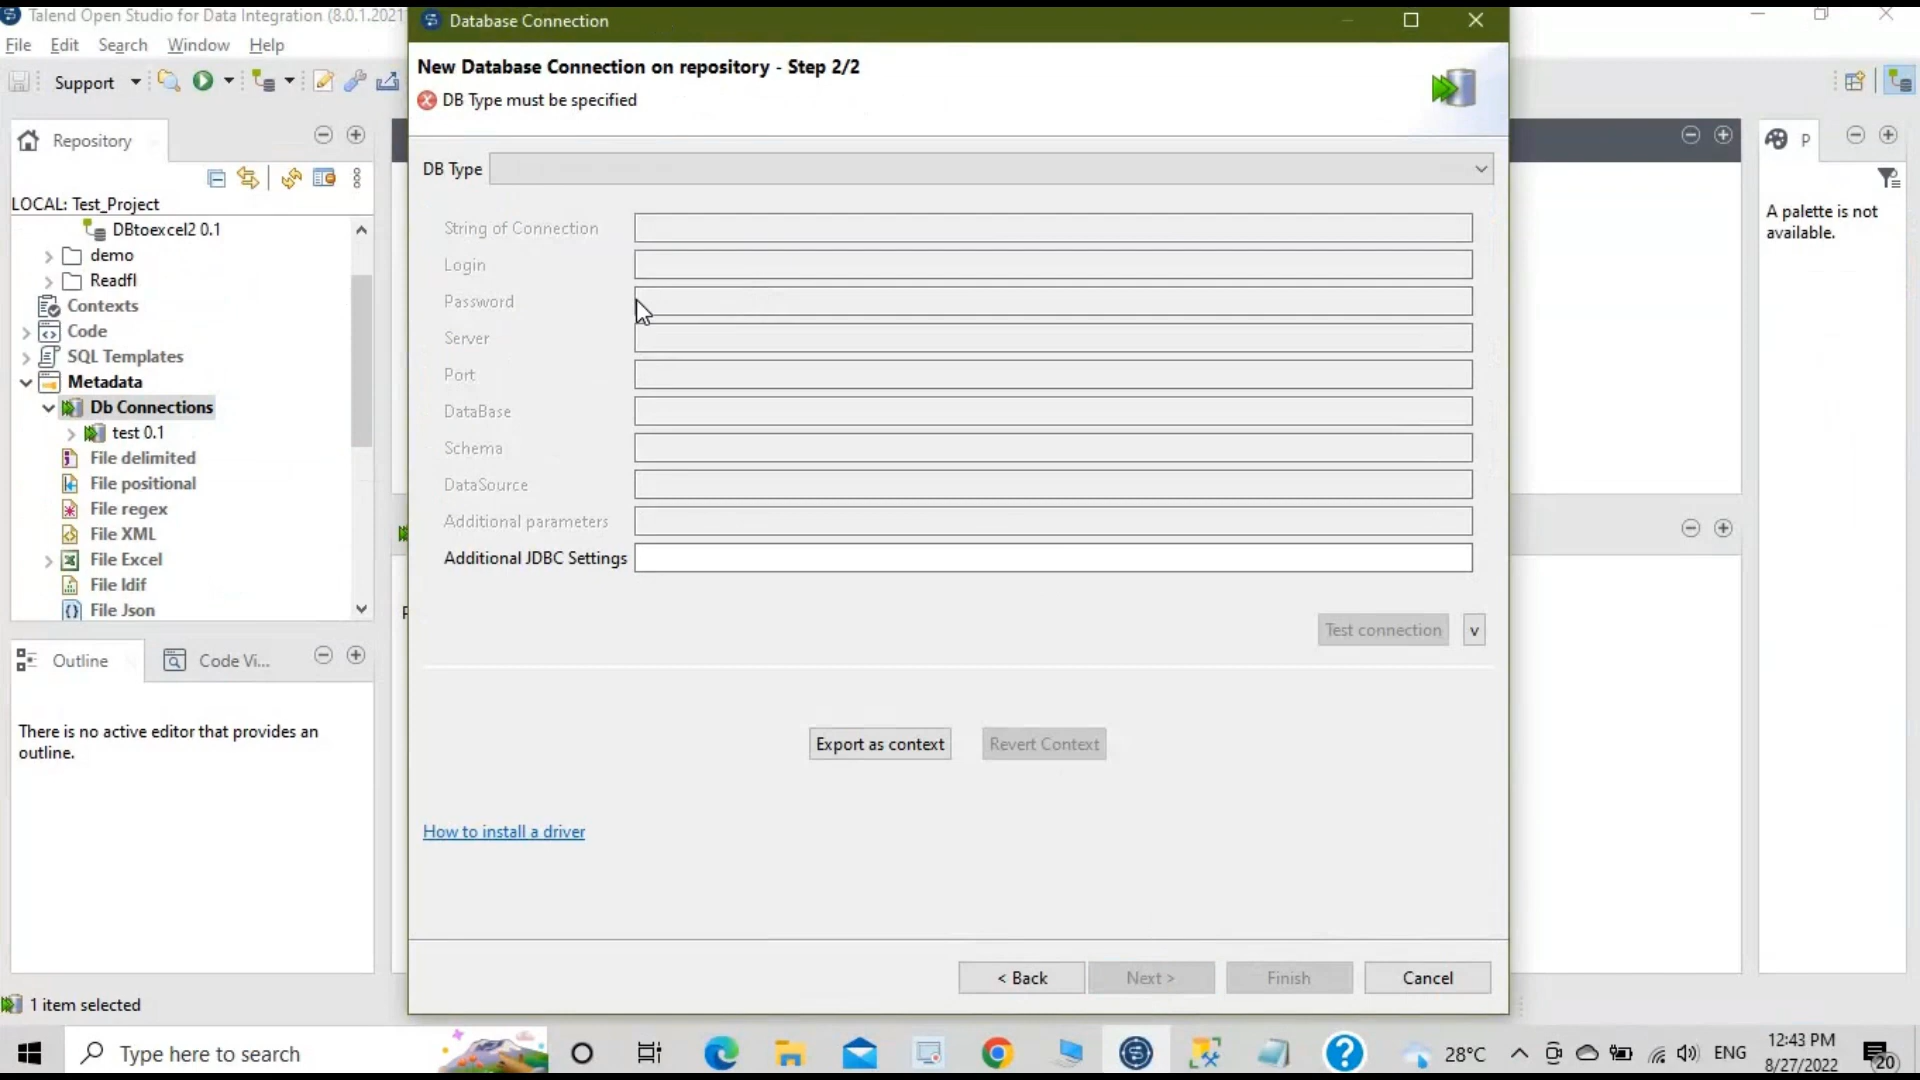 Talend Open Studio for Data Integration (8.0.1.2021
File Edit Search Window Help
Support
Repository
LOCAL: Test_Project
DBtoexcel2 0.1
demo
Readfl
Contexts
Code
SQL Templates
Metadata
Db Connections
test 0.1
File delimited
File positional
File regex
File XML
File Excel
File ldif
File Json
Outline
Code Vi...
There is no active editor that provides an
outline.
1 item selected
Database Connection
New Database Connection on repository - Step 2/2
DB Type must be specified
DB Type
String of Connection
Login
Password
Server
Port
DataBase
Schema
DataSource
Additional parameters
Additional JDBC Settings
Test connection
v
Export as context
Revert Context
How to install a driver
< Back
Next >
Finish
Cancel
P
A palette is not
available.
Type here to search
28°C
ENG
12:43 PM
8/27/2022
20